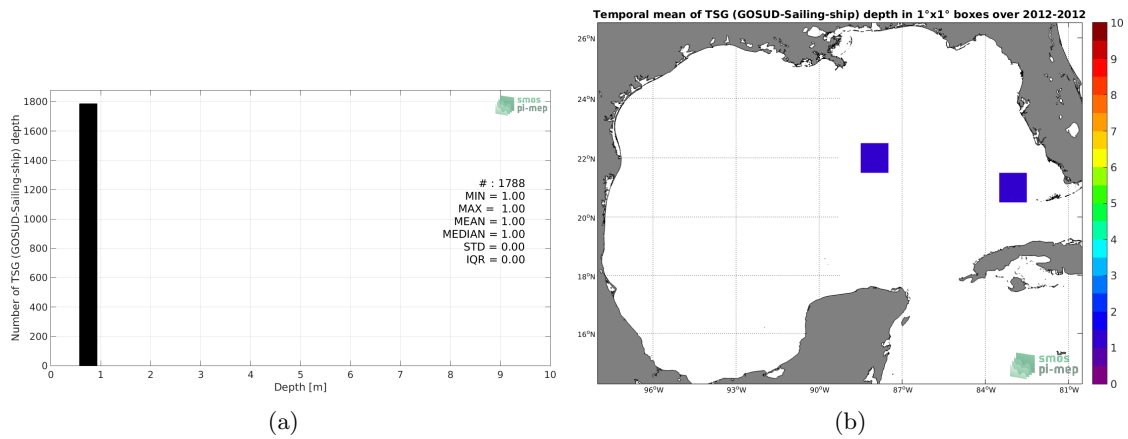 1800
1600
1400
1200
1000
800
600
400
200
0
Number of TSG (GOSUD-Sailing-ship) depth
smos
pi-mep
# : 1788
MIN = 1.00
MAX = 1.00
MEAN = 1.00
MEDIAN = 1.00
STD = 0.00
IQR = 0.00
0 1 2 3 4 5 6 7 8 9 10
Depth [m]
(a)
Temporal mean of TSG (GOSUD-Sailing-ship) depth in 1°x1° boxes over 2012-2012
26°N
24°N
22°N
20°N
18°N
16°N
96°W 93°W 90°W 87°W 84°W 81°W
smos
pi-mep
10
9
8
7
6
5
4
3
2
1
0
(b)